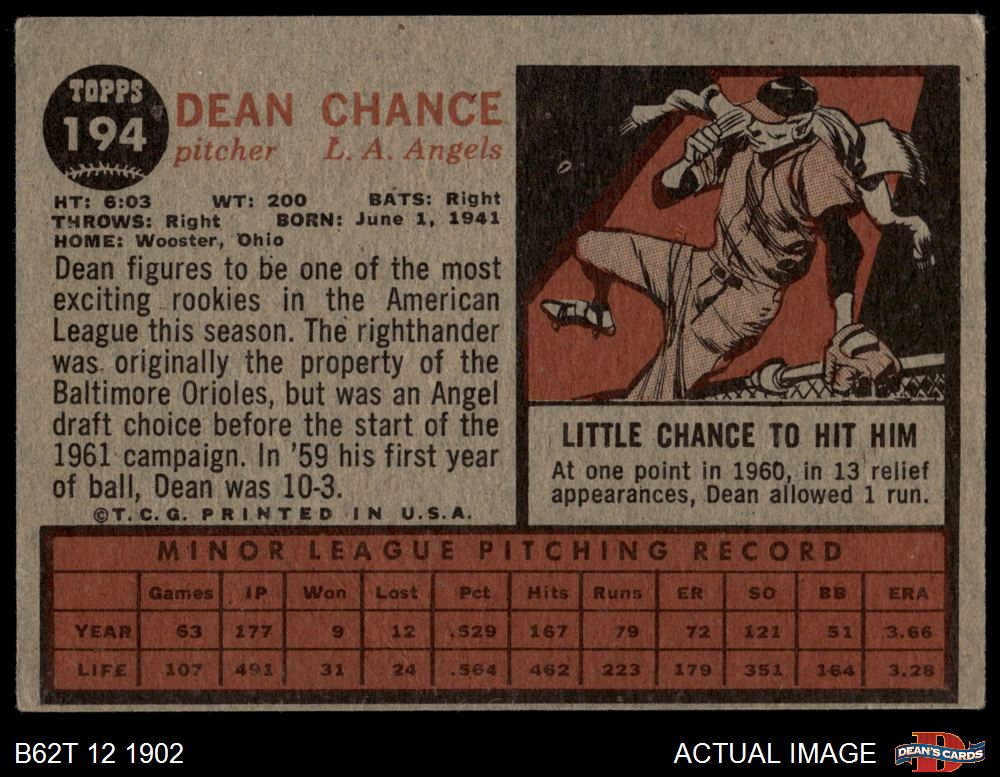 TOPPS
194
DEAN CHANCE
pitcher L. A. Angels
HT: 6:03 WT: 200 BATS: Right
THROWS: Right BORN: June 1, 1941
HOME: Wooster, Ohio
Dean figures to be one of the most
exciting rookies in the American
League this season. The righthander
was originally the property of the
Baltimore Orioles, but was an Angel
draft choice before the start of the
1961 campaign. In '59 his first year
of ball, Dean was 10-3.
©T.C.G. PRINTED IN U.S.A.
LITTLE CHANCE TO HIT HIM
At one point in 1960, in 13 relief
appearances, Dean allowed 1 run.
MINOR LEAGUE PITCHING RECORD
Games IP Won Lost Pct Hits Runs ER SO BB ERA
YEAR 63 177 9 12 .529 167 79 72 121 51 3.66
LIFE 107 491 31 24 .564 462 223 179 351 164 3.28
B62T 12 1902
ACTUAL IMAGE
DEAN'S CARDS